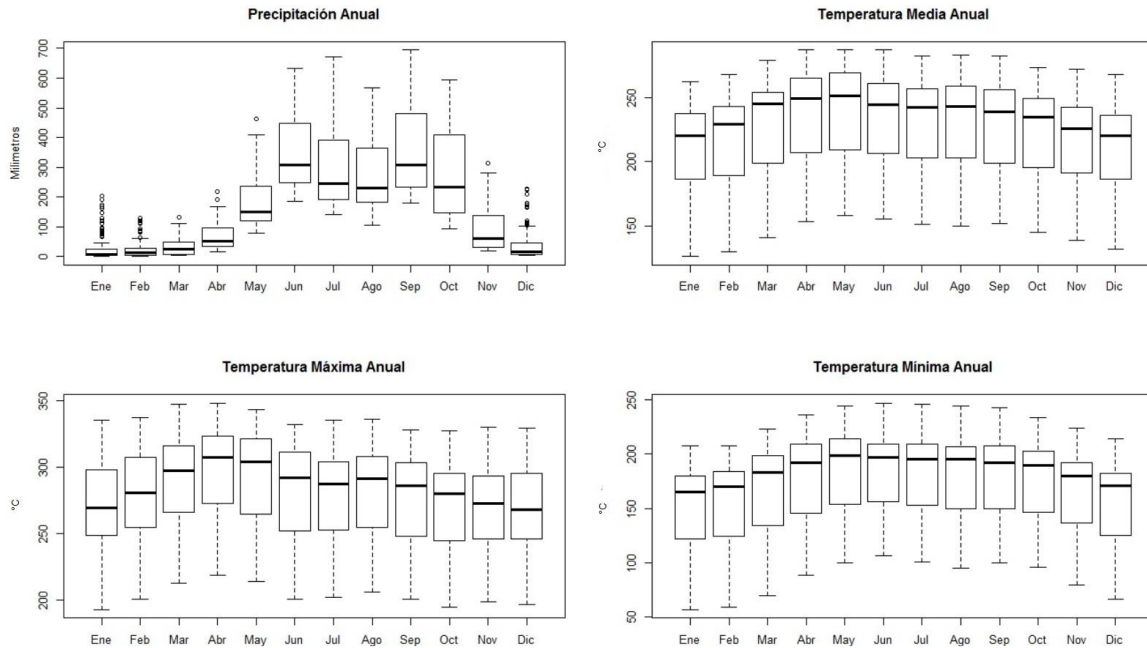 Precipitación Anual
Milimetros
700
600
500
400
300
200
100
0
Ene Feb Mar Abr May Jun Jul Ago Sep Oct Nov Dic
Temperatura Media Anual
°C
250
200
150
Ene Feb Mar Abr May Jun Jul Ago Sep Oct Nov Dic
Temperatura Máxima Anual
°C
350
300
250
200
Ene Feb Mar Abr May Jun Jul Ago Sep Oct Nov Dic
Temperatura Mínima Anual
°C
250
200
150
100
50
Ene Feb Mar Abr May Jun Jul Ago Sep Oct Nov Dic